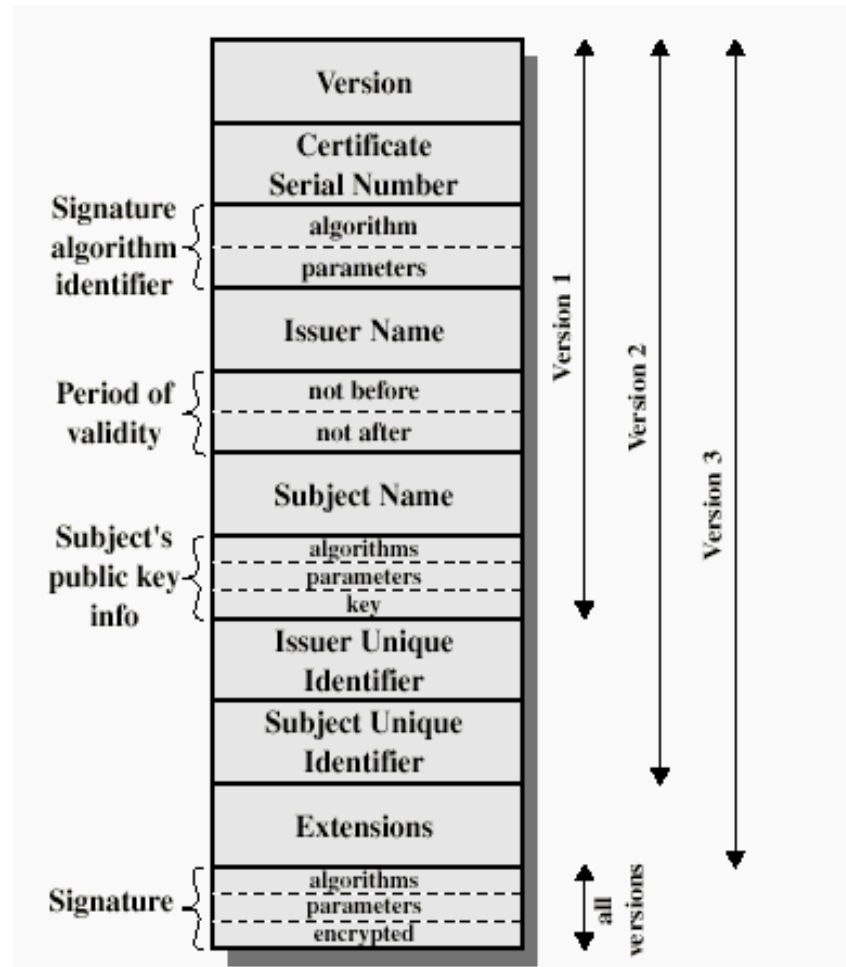 Version
Certificate
Serial Number
Signature
algorithm
identifier
algorithm
parameters
Issuer Name
Period of
validity
not before
not after
Subject Name
Subject's
public key
info
algorithms
parameters
key
Issuer Unique
Identifier
Subject Unique
Identifier
Extensions
Signature
algorithms
parameters
encrypted
Version 1
Version 2
Version 3
all
versions